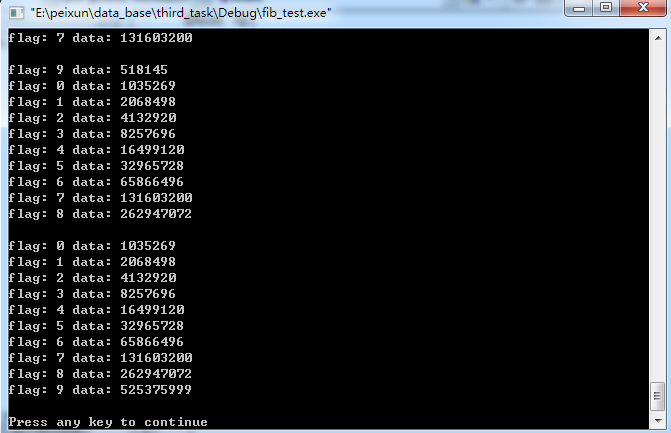 "E:\peixun\data_base\third_task\Debug\fib_test.exe"
flag: 7 data: 131603200
flag: 9 data: 518145
flag: 0 data: 1035269
flag: 1 data: 2068498
flag: 2 data: 4132920
flag: 3 data: 8257696
flag: 4 data: 16499120
flag: 5 data: 32965728
flag: 6 data: 65866496
flag: 7 data: 131603200
flag: 8 data: 262947072
flag: 0 data: 1035269
flag: 1 data: 2068498
flag: 2 data: 4132920
flag: 3 data: 8257696
flag: 4 data: 16499120
flag: 5 data: 32965728
flag: 6 data: 65866496
flag: 7 data: 131603200
flag: 8 data: 262947072
flag: 9 data: 525375999
Press any key to continue